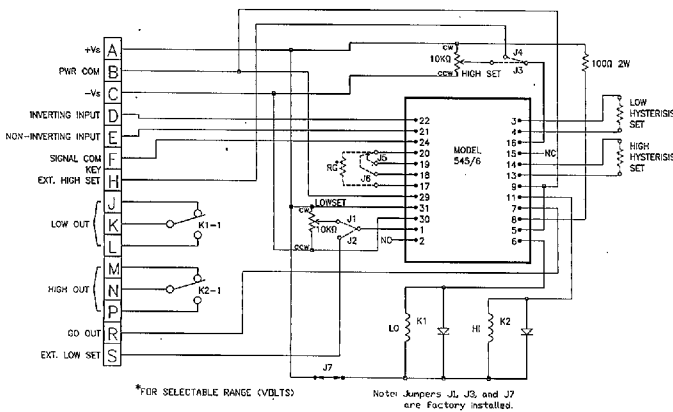 +Vs A
PWR COM B
-Vs C
INVERTING INPUT D
NON-INVERTING INPUT E
SIGNAL COM F
KEY
EXT. HIGH SET H
J
LOW OUT K K1-1
L
M
HIGH OUT N K2-1
P
GO OUT R
EXT. LOW SET S
CW
10KΩ
CCW HIGH SET
J4
J3
100Ω 2W
MODEL
545/6
22
21
24
20
19
18
17
29
31
30
1
2
3
4
16
15 NC
14
13
9
11
7
8
5
6
LOW
HYSTERISIS
SET
HIGH
HYSTERISIS
SET
RG
J5
J6
LOWSET
CW
10KΩ
CCW
J1
J2
NC
LO K1
HI K2
J7
*FOR SELECTABLE RANGE (VOLTS)
Note: Jumpers J1, J3, and J7
are factory installed.